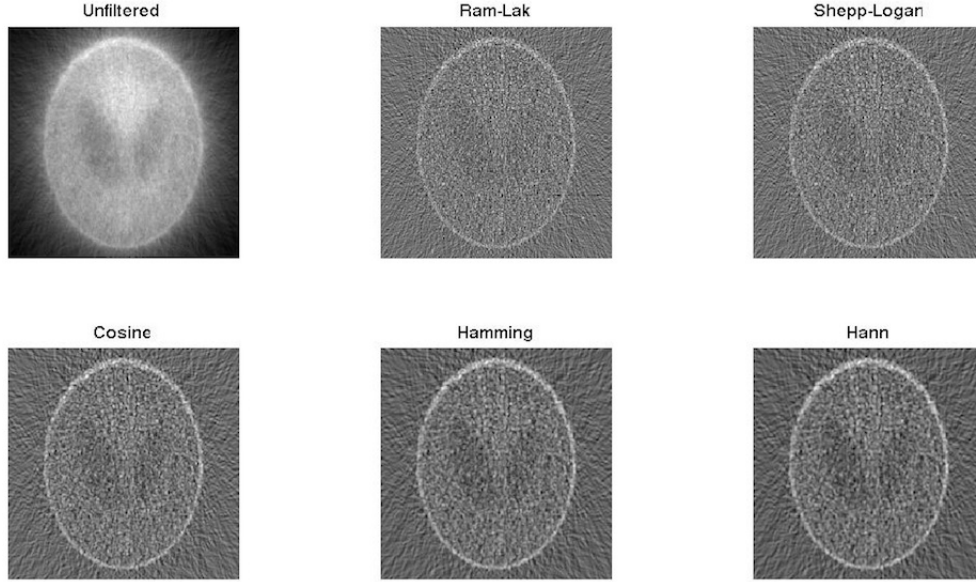 Unfiltered
Ram-Lak
Shepp-Logan
Cosine
Hamming
Hann